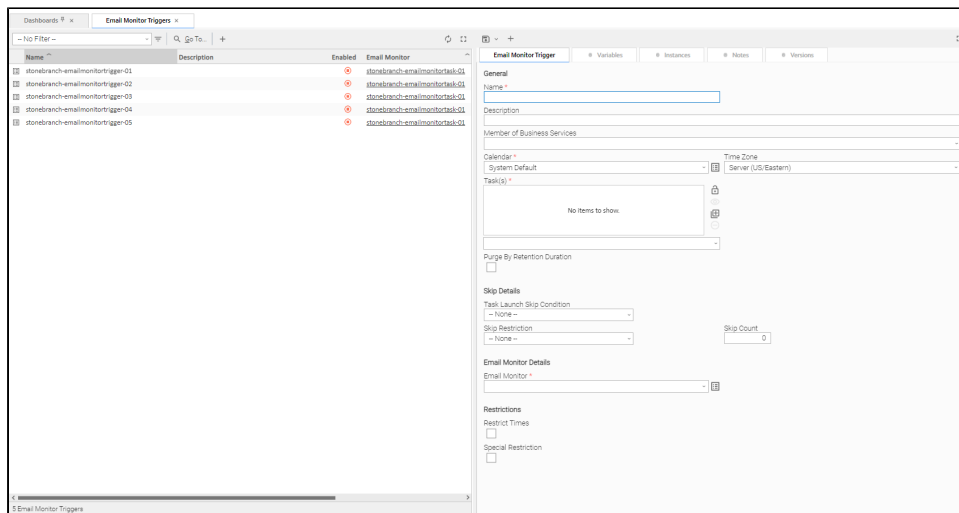 Dashboards
Email Monitor Triggers
-- No Filter --
Go To...
Name Description Enabled Email Monitor
stonebranch-emailmonitortrigger-01 stonebranch-emailmonitortask-01
stonebranch-emailmonitortrigger-02 stonebranch-emailmonitortask-01
stonebranch-emailmonitortrigger-03 stonebranch-emailmonitortask-01
stonebranch-emailmonitortrigger-04 stonebranch-emailmonitortask-01
stonebranch-emailmonitortrigger-05 stonebranch-emailmonitortask-01
5 Email Monitor Triggers
Email Monitor Trigger Variables Instances Notes Versions
General
Name *
Description
Member of Business Services
Calendar * Time Zone
System Default Server (US/Eastern)
Task(s) *
No items to show.
Purge By Retention Duration
Skip Details
Task Launch Skip Condition
-- None --
Skip Restriction Skip Count
-- None -- 0
Email Monitor Details
Email Monitor *
Restrictions
Restrict Times
Special Restriction